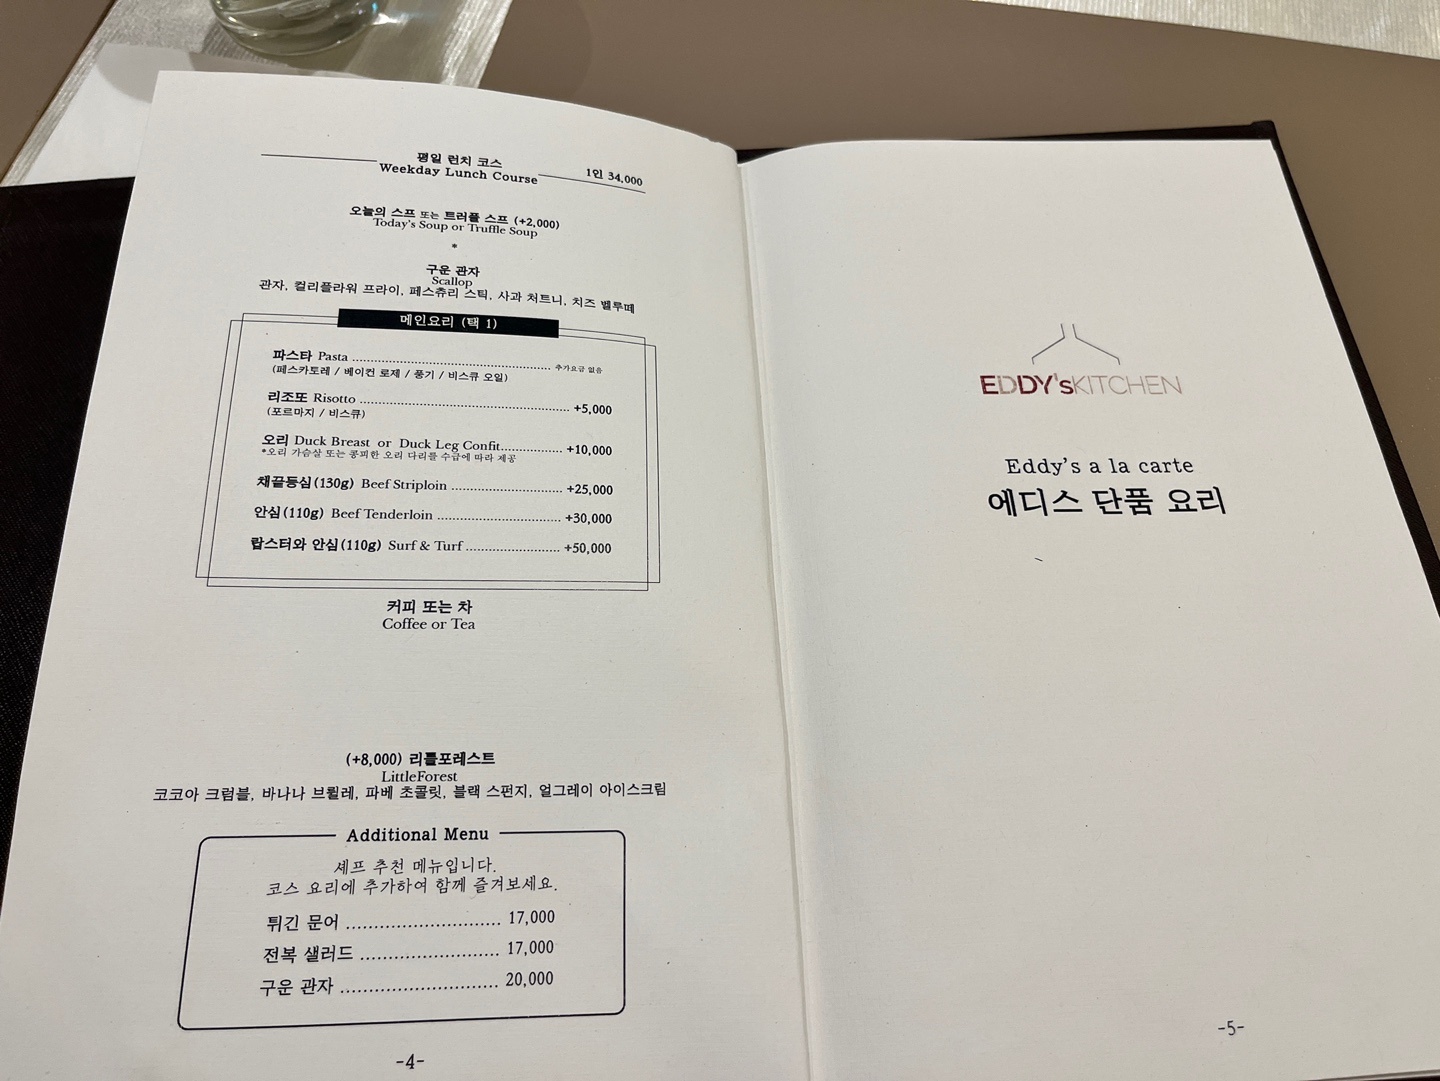 평일 런치 코스
Weekday Lunch Course
1인 34,000
오늘의 스프 또는 트러플 스프 (+2,000)
Today's Soup or Truffle Soup
*
구운 관자
Scallop
관자, 컬리플라워 프라이, 페스츄리 스틱, 사과 처트니, 치즈 벨루떼
메인요리 (택 1)
파스타 Pasta ........................................ 추가요금 없음
(페스카토레 / 베이컨 로제 / 풍기 / 비스큐 오일)
리조또 Risotto ........................................ +5,000
(포르마지 / 비스큐)
오리 Duck Breast or Duck Leg Confit............... +10,000
*오리 가슴살 또는 콩피한 오리 다리를 수급에 따라 제공
채끝등심(130g) Beef Striploin ........................... +25,000
안심(110g) Beef Tenderloin .............................. +30,000
랍스터와 안심(110g) Surf & Turf ...................... +50,000
커피 또는 차
Coffee or Tea
(+8,000) 리틀포레스트
LittleForest
코코아 크럼블, 바나나 브륄레, 파베 초콜릿, 블랙 스펀지, 얼그레이 아이스크림
Additional Menu
셰프 추천 메뉴입니다.
코스 요리에 추가하여 함께 즐겨보세요.
튀긴 문어 ........................... 17,000
전복 샐러드 ........................ 17,000
구운 관자 ........................... 20,000
-4-
EDDY'sKITCHEN
Eddy's a la carte
에디스 단품 요리
-5-